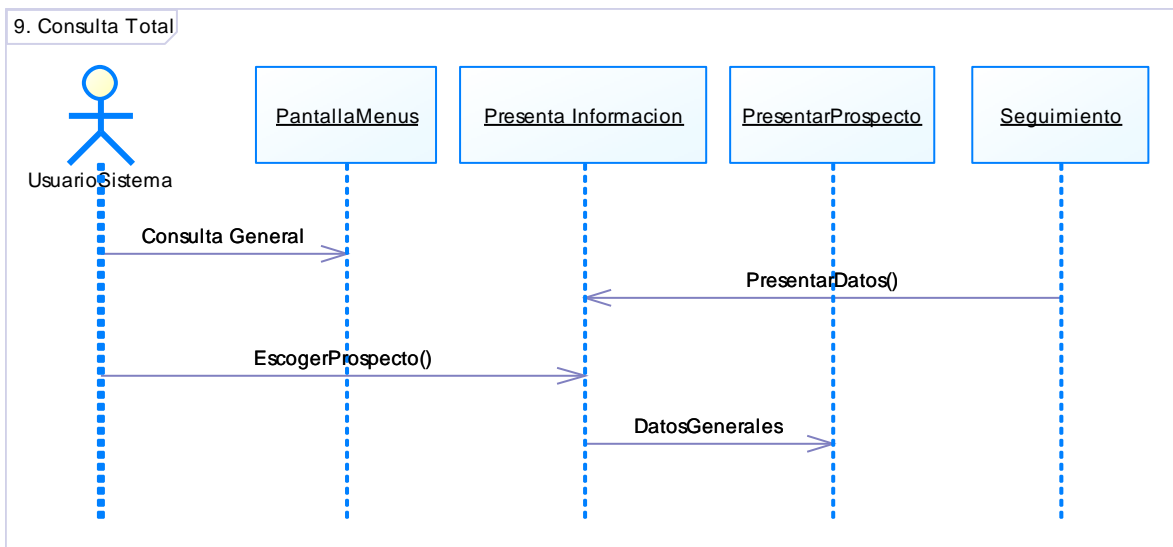 9. Consulta Total
PantallaMenus
Presenta Informacion
PresentarProspecto
Seguimiento
UsuarioSistema
Consulta General
PresentarDatos()
EscogerProspecto()
DatosGenerales